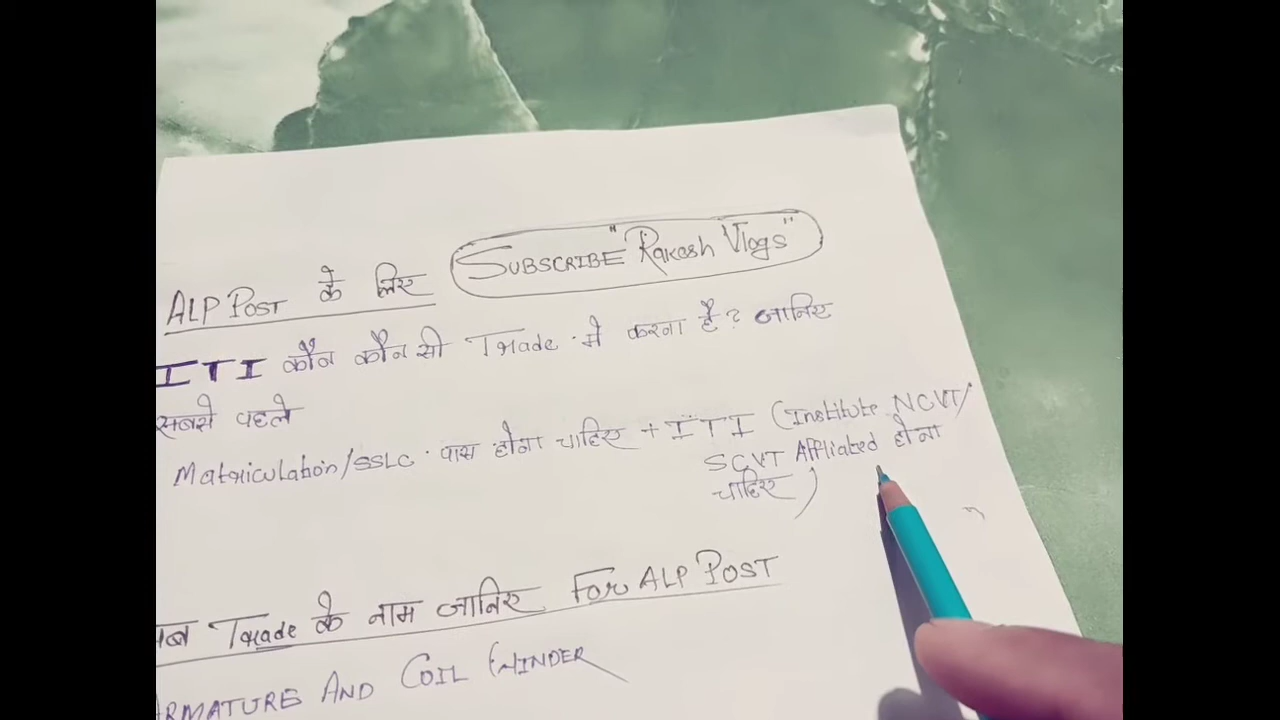 ALP POST के लिए SUBSCRIBE "Rakesh Vlogs"
ITI कौन कौन सी Trade में करना है? जानिए
सबसे पहले
Matriculation/SSLC पास होना चाहिए + ITI (Institute NCVT/
SCVT Affiliated होना
चाहिए)
Trade के नाम जानिए For ALP POST
ARMATURE AND COIL WINDER